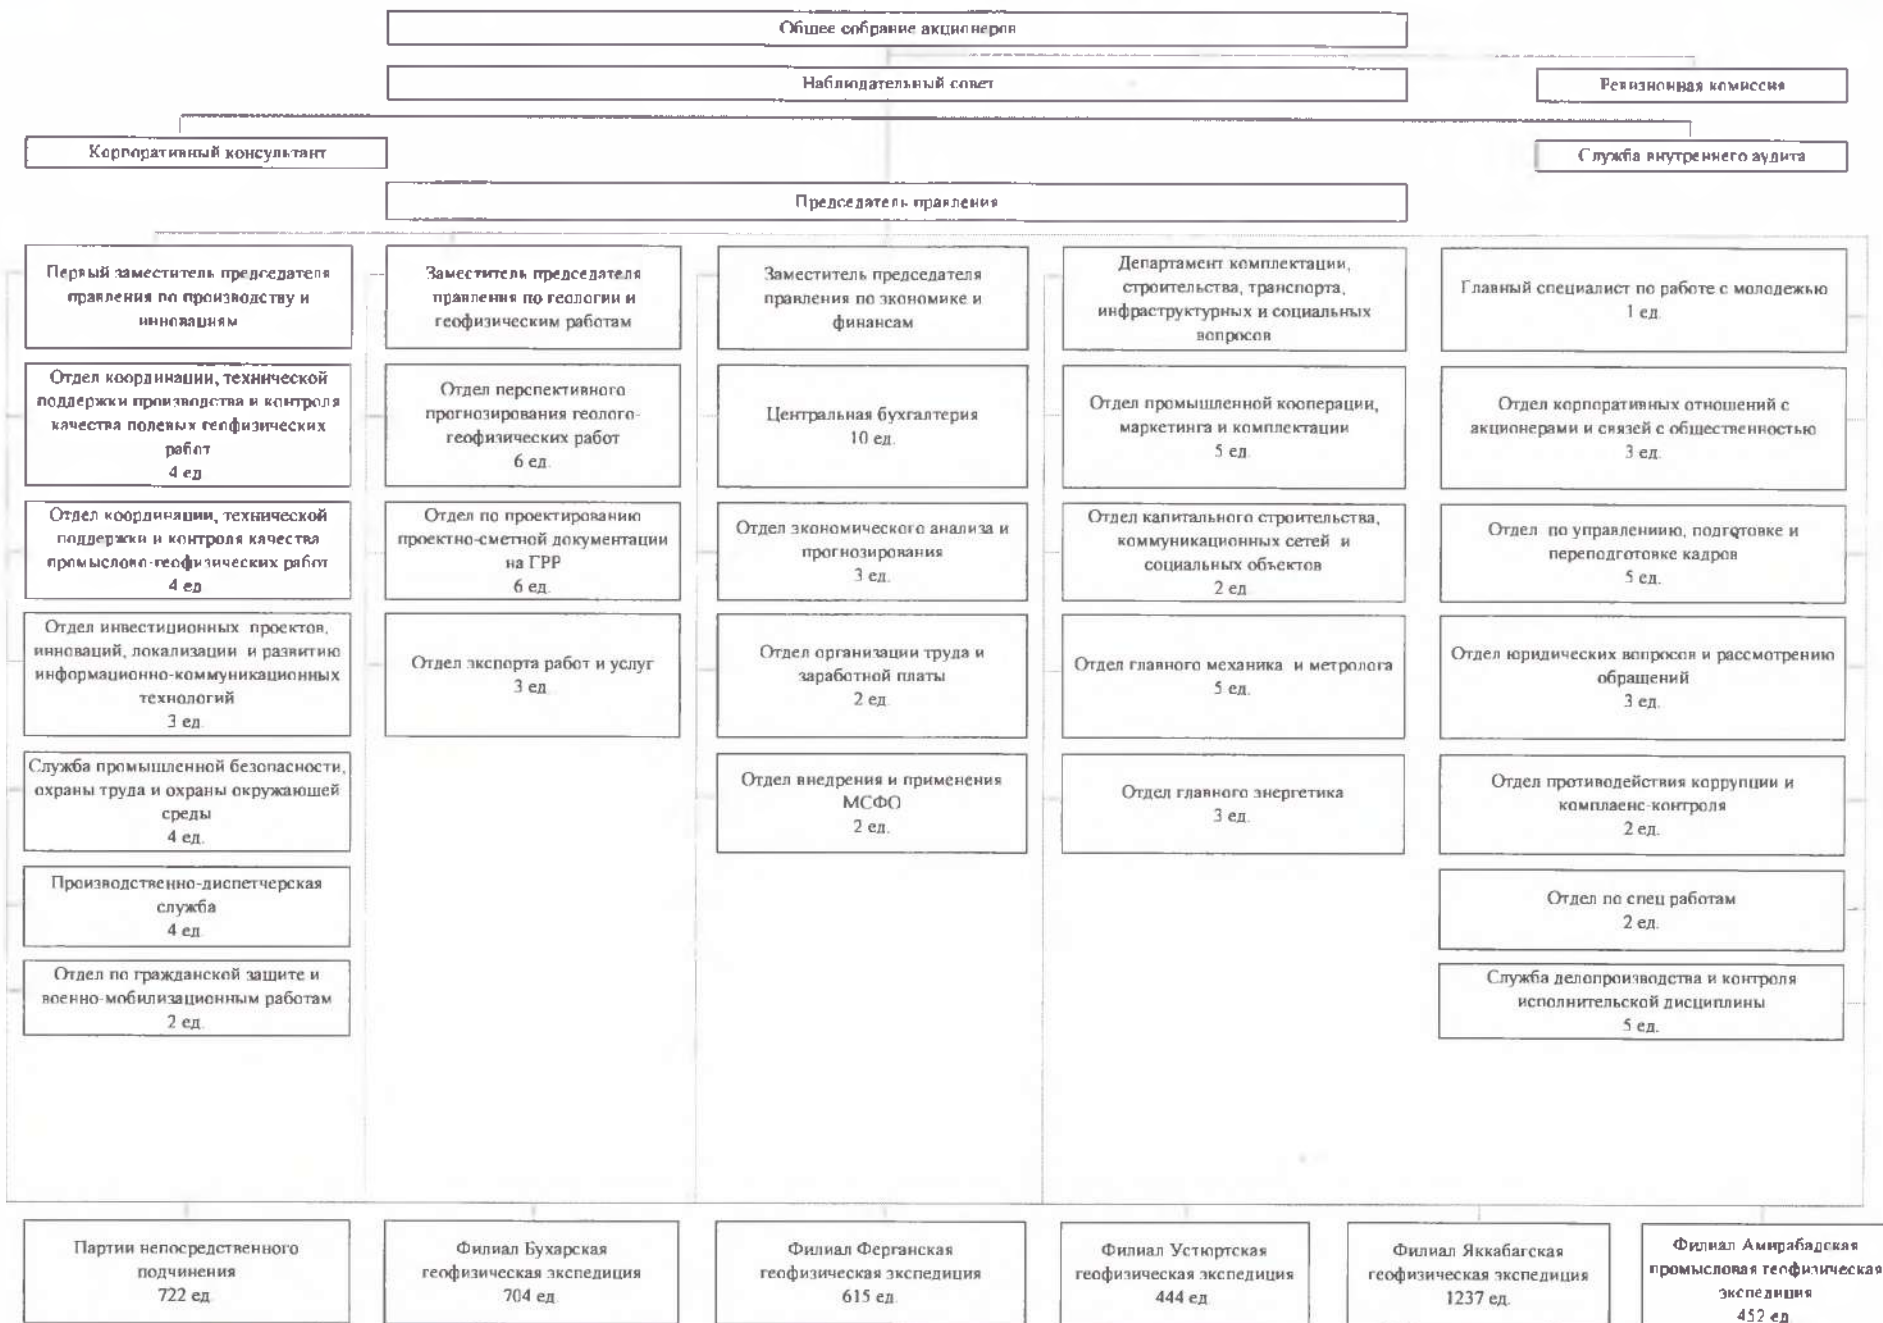 Общее собрание акционеров
Наблюдательный совет
Ревизионная комиссия
Корпоративный консультант
Служба внутреннего аудита
Председатель правления
Первый заместитель председателя
правления по производству и
инновациям
Заместитель председателя
правления по геологии и
геофизическим работам
Заместитель председателя
правления по экономике и
финансам
Департамент комплектации,
строительства, транспорта,
инфраструктурных и социальных
вопросов
Главный специалист по работе с молодежью
1 ед.
Отдел координации, технической
поддержки производства и контроля
качества полевых геофизических
работ
4 ед
Отдел перспективного
прогнозирования геолого-
геофизических работ
6 ед.
Центральная бухгалтерия
10 ед.
Отдел промышленной кооперации,
маркетинга и комплектации
5 ед.
Отдел корпоративных отношений с
акционерами и связей с общественностью
3 ед.
Отдел координации, технической
поддержки и контроля качества
промыслово-геофизических работ
4 ед
Отдел по проектированию
проектно-сметной документации
на ГРР
6 ед.
Отдел экономического анализа и
прогнозирования
3 ед.
Отдел капитального строительства,
коммуникационных сетей и
социальных объектов
2 ед.
Отдел по управлениию, подготовке и
переподготовке кадров
5 ед.
Отдел инвестиционных проектов,
инноваций, локализации и развитию
информационно-коммуникационных
технологий
3 ед.
Отдел экспорта работ и услуг
3 ед.
Отдел организации труда и
заработной платы
2 ед.
Отдел главного механика и метролога
5 ед.
Отдел юридических вопросов и рассмотрению
обращений
3 ед.
Служба промышленной безопасности,
охраны труда и охраны окружающей
среды
4 ед.
Отдел внедрения и применения
МСФО
2 ед.
Отдел главного энергетика
3 ед.
Отдел противодействия коррупции и
комплаенс-контроля
2 ед.
Производственно-диспетчерская
служба
4 ед.
Отдел по спец работам
2 ед.
Отдел по гражданской защите и
военно-мобилизационным работам
2 ед.
Служба делопроизводства и контроля
исполнительской дисциплины
5 ед.
Партии непосредственного
подчинения
722 ед.
Филиал Бухарская
геофизическая экспедиция
704 ед.
Филиал Ферганская
геофизическая экспедиция
615 ед.
Филиал Устюртская
геофизическая экспедиция
444 ед.
Филиал Яккабагская
геофизическая экспедиция
1237 ед.
Филиал Амирабадская
промысловая геофизическая
экспедиция
452 ед.